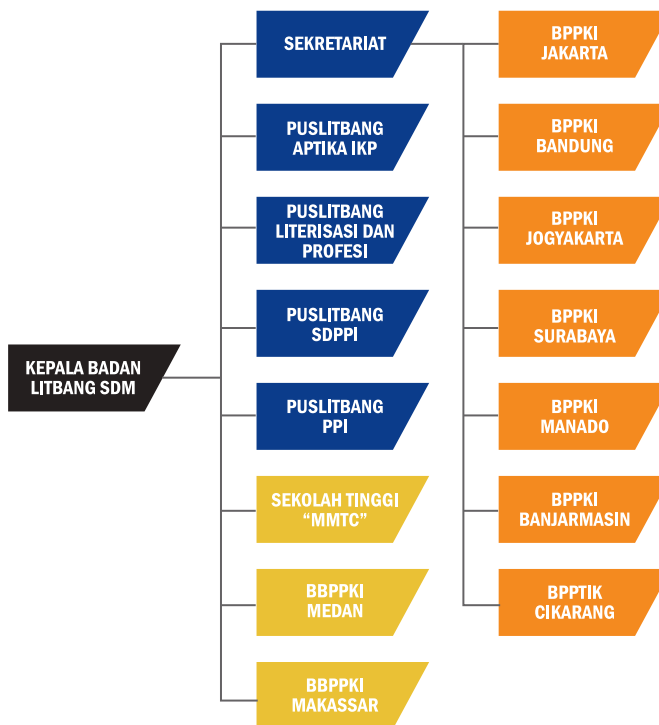 KEPALA BADAN
LITBANG SDM
SEKRETARIAT
PUSLITBANG
APTIKA IKP
PUSLITBANG
LITERISASI DAN
PROFESI
PUSLITBANG
SDPPI
PUSLITBANG
PPI
SEKOLAH TINGGI
“MMTC”
BBPPKI
MEDAN
BBPPKI
MAKASSAR
BPPKI
JAKARTA
BPPKI
BANDUNG
BPPKI
JOGYAKARTA
BPPKI
SURABAYA
BPPKI
MANADO
BPPKI
BANJARMASIN
BPPTIK
CIKARANG